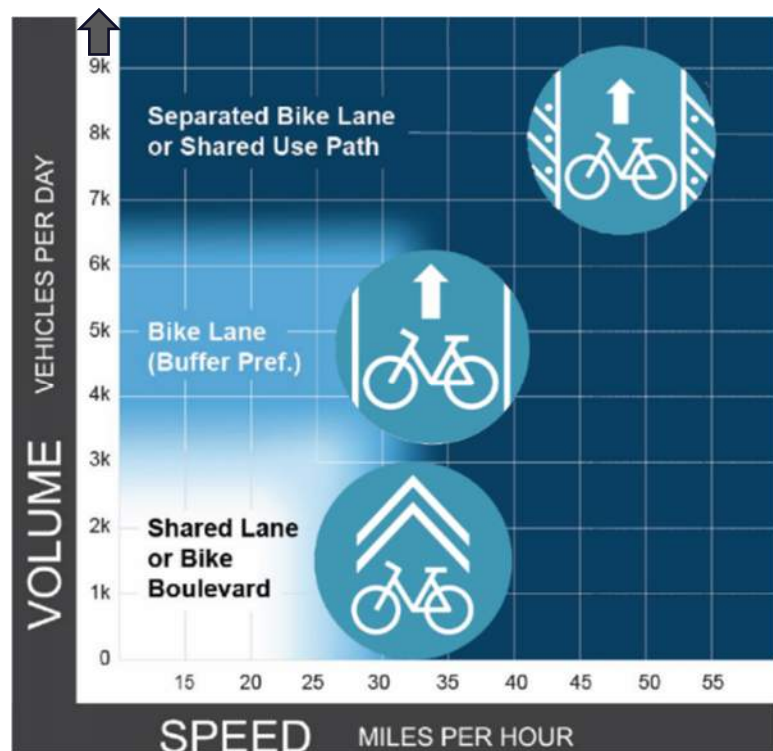 VOLUME VEHICLES PER DAY
9k
8k
7k
6k
5k
4k
3k
2k
1k
0
Separated Bike Lane
or Shared Use Path
Bike Lane
(Buffer Pref.)
Shared Lane
or Bike
Boulevard
15 20 25 30 35 40 45 50 55
SPEED MILES PER HOUR